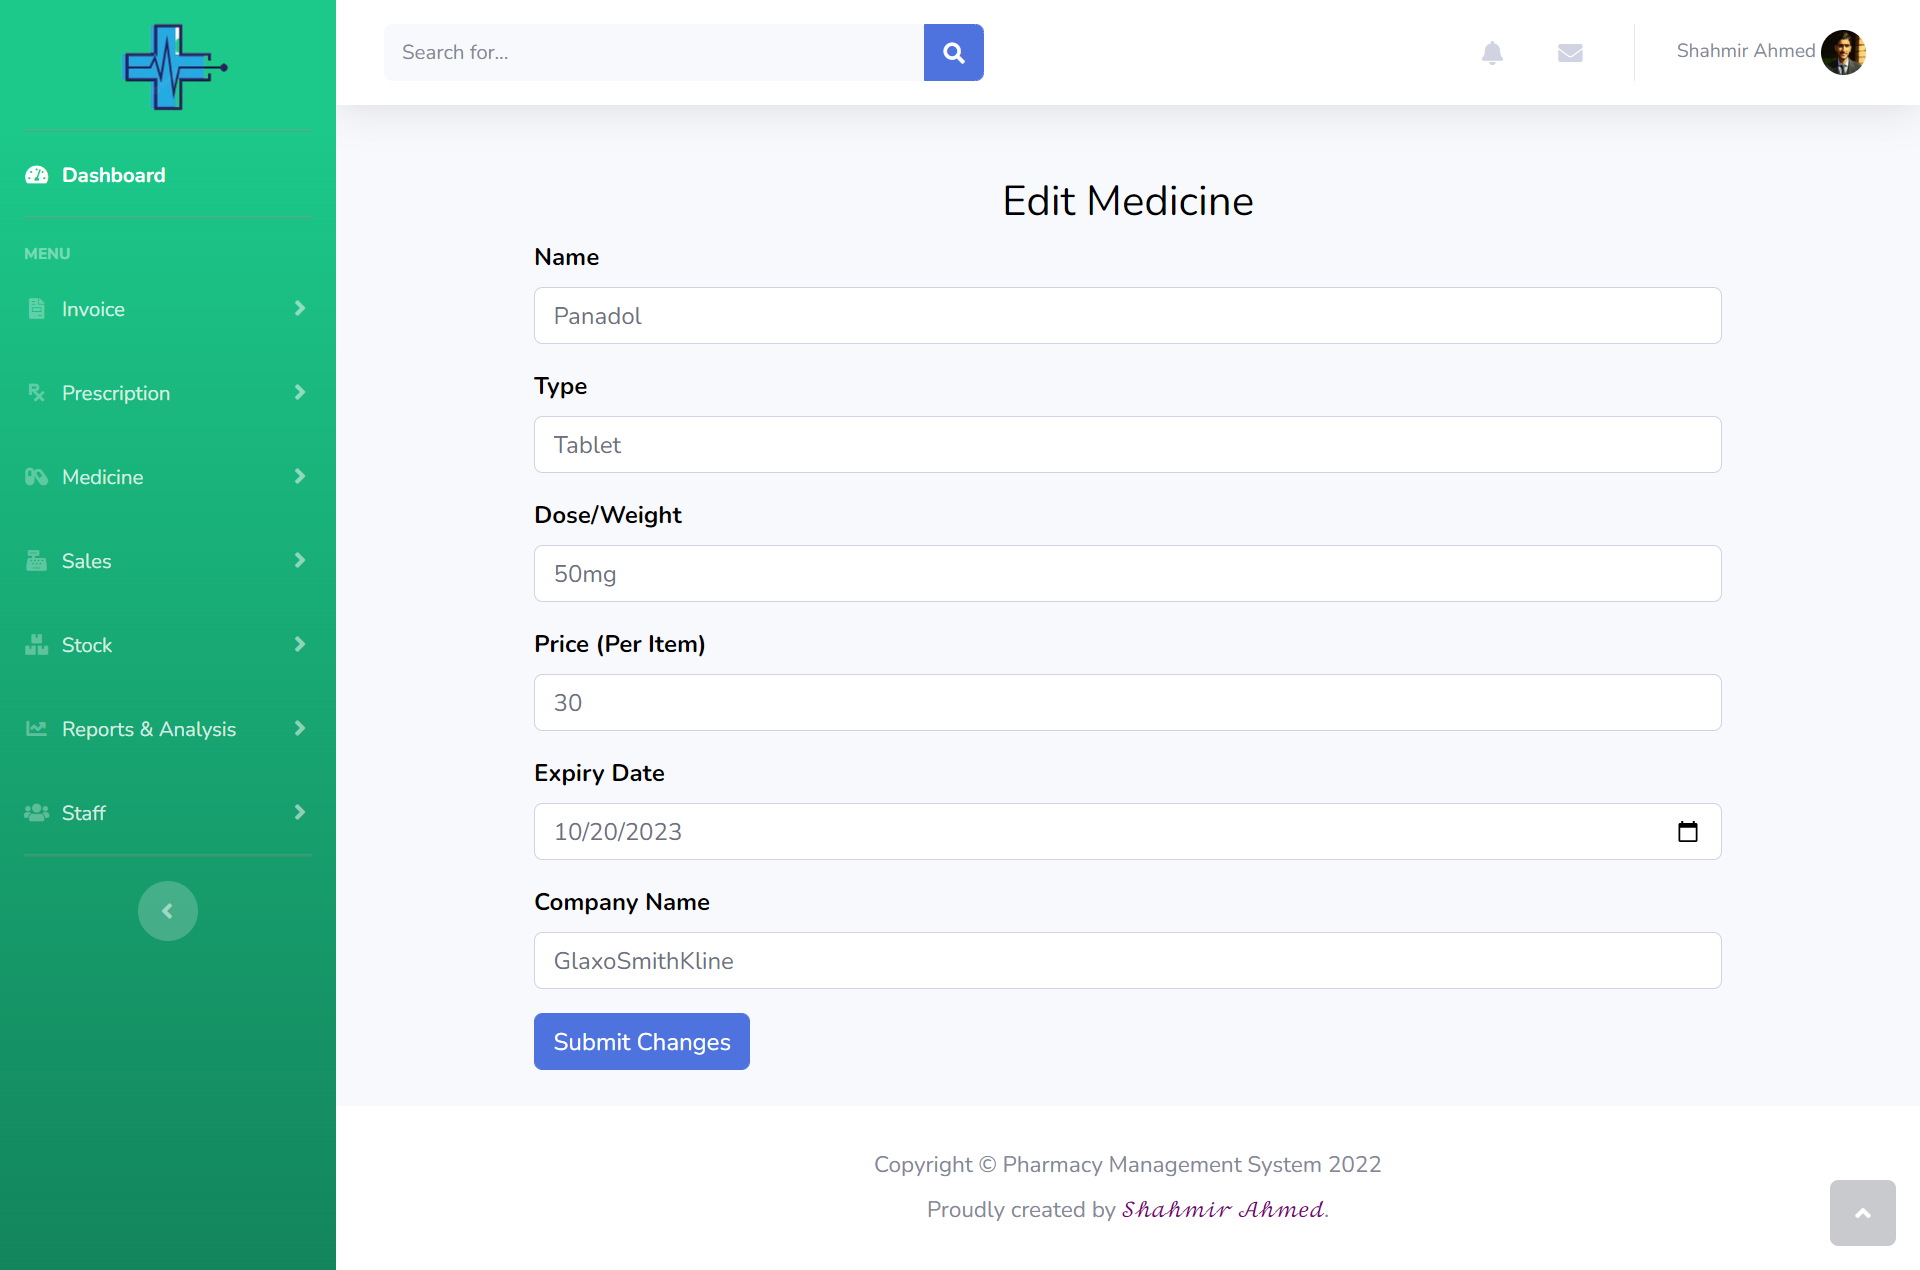 Search for...
Shahmir Ahmed
Dashboard
MENU
Invoice
Prescription
Medicine
Sales
Stock
Reports & Analysis
Staff
Edit Medicine
Name
Panadol
Type
Tablet
Dose/Weight
50mg
Price (Per Item)
30
Expiry Date
10/20/2023
Company Name
GlaxoSmithKline
Submit Changes
Copyright © Pharmacy Management System 2022
Proudly created by Shahmir Ahmed.